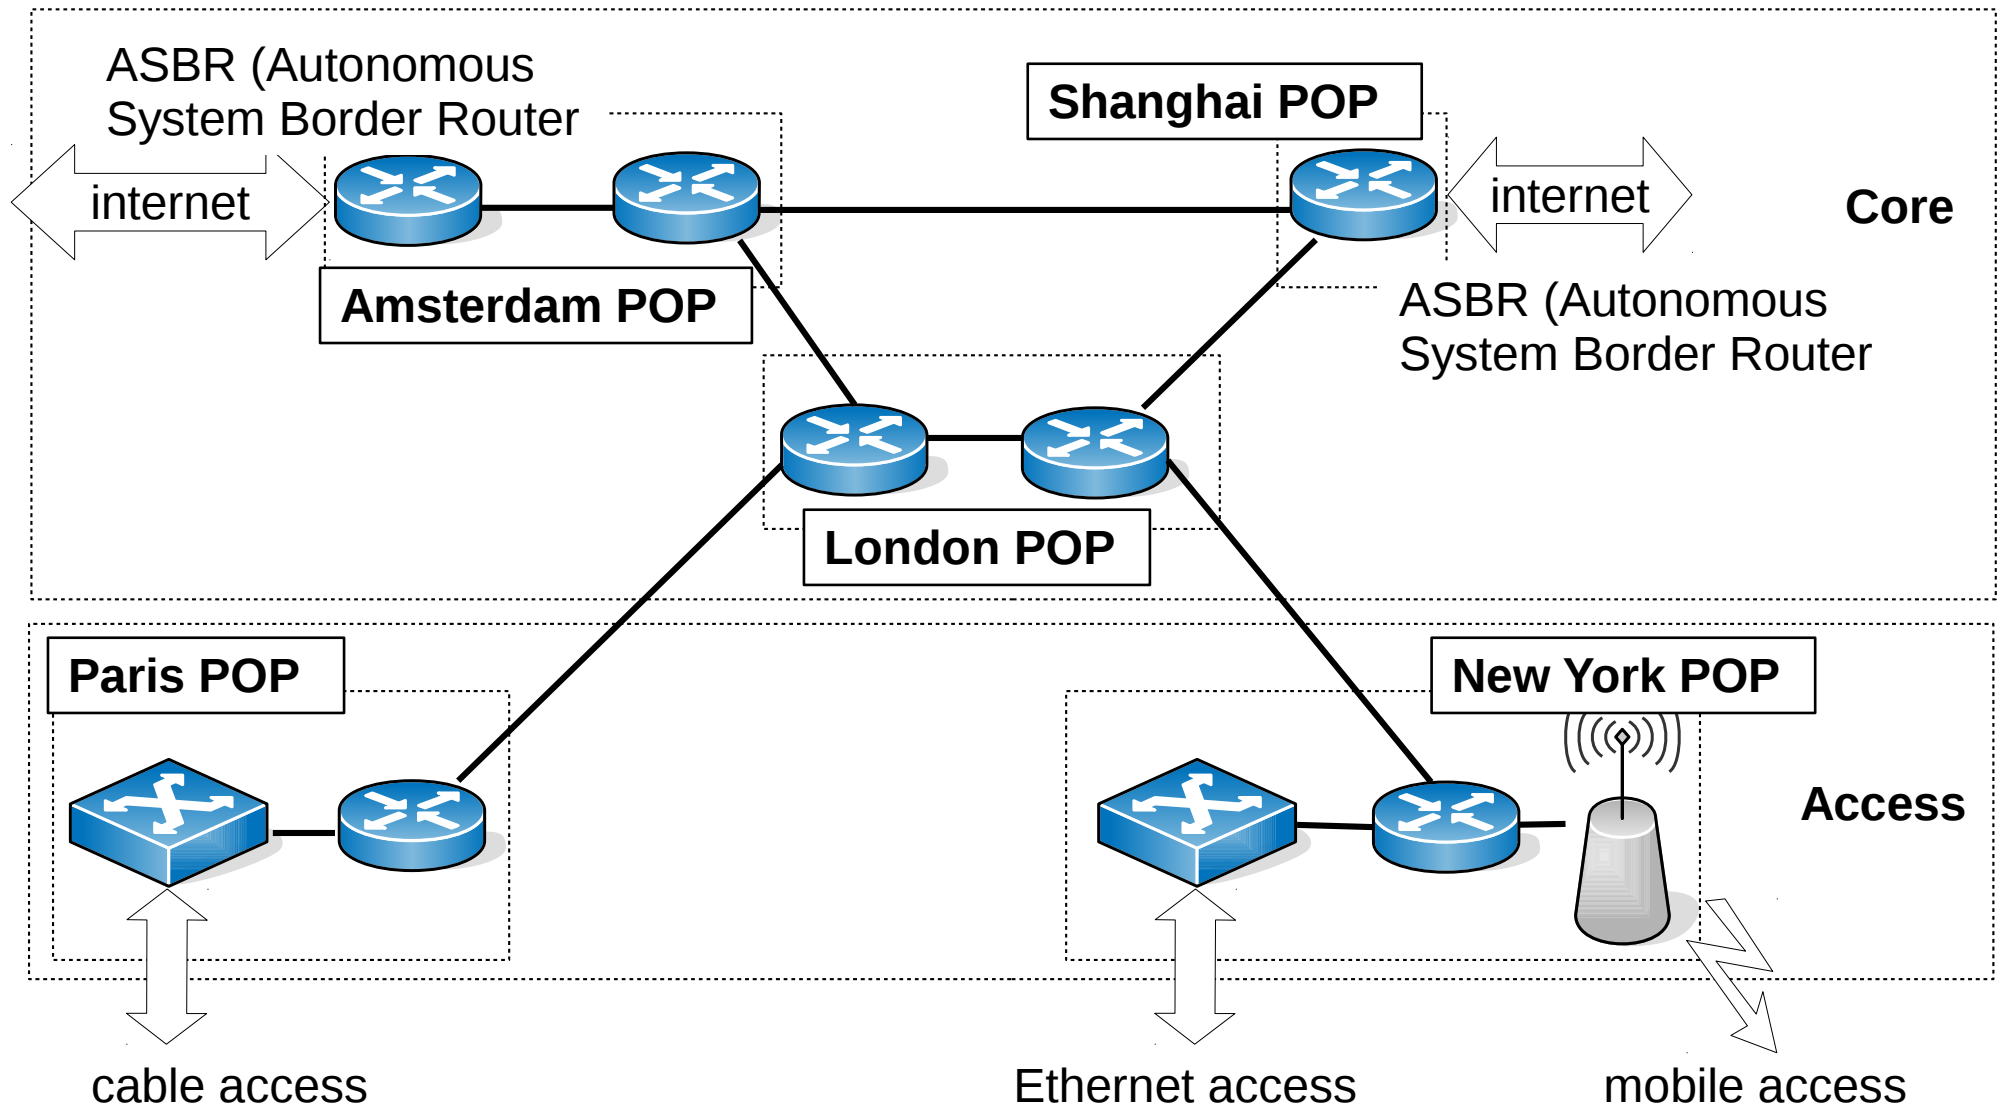 ASBR (Autonomous
System Border Router
Shanghai POP
internet
internet
Core
Amsterdam POP
ASBR (Autonomous
System Border Router
London POP
Paris POP
New York POP
Access
cable access
Ethernet access
mobile access